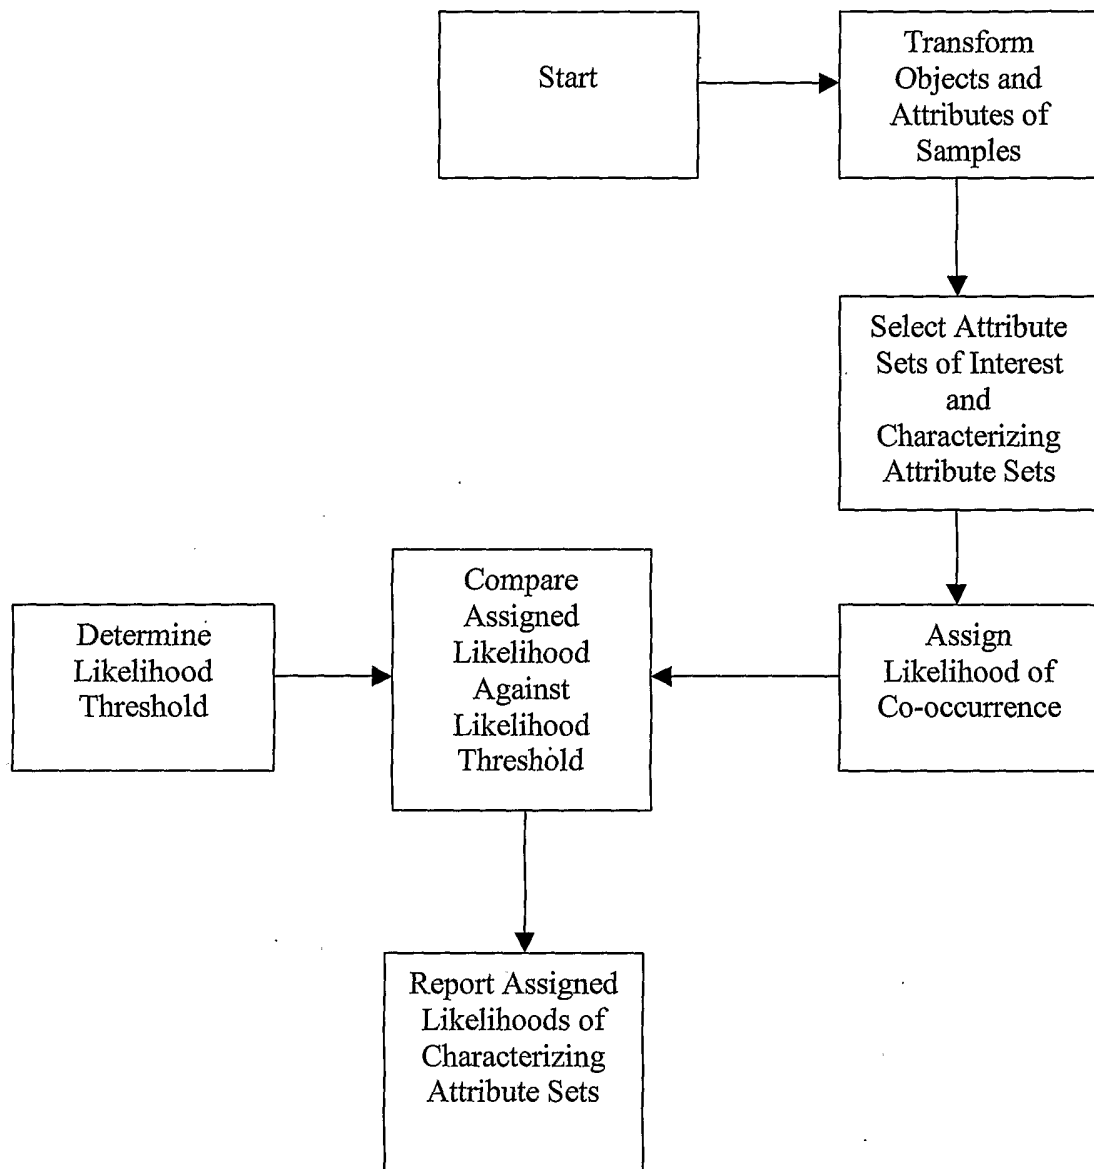 Start
Transform
Objects and
Attributes of
Samples
Select Attribute
Sets of Interest
and
Characterizing
Attribute Sets
Assign
Likelihood of
Co-occurrence
Compare
Assigned
Likelihood
Against
Likelihood
Threshold
Determine
Likelihood
Threshold
Report Assigned
Likelihoods of
Characterizing
Attribute Sets